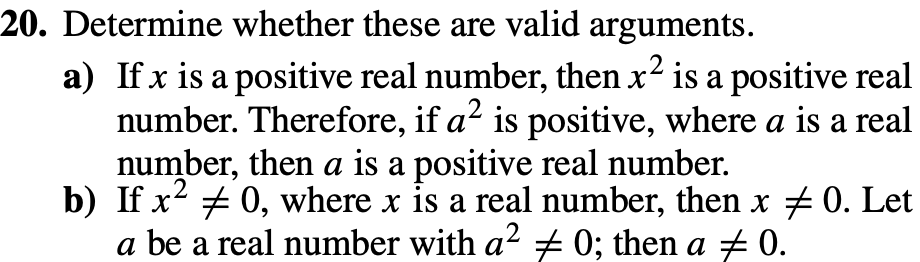 20. Determine whether these are valid arguments.
a) If x is a positive real number, then x² is a positive real
number. Therefore, if a² is positive, where a is a real
number, then a is a positive real number.
b) If x² ≠ 0, where x is a real number, then x ≠ 0. Let
a be a real number with a² ≠ 0; then a ≠ 0.